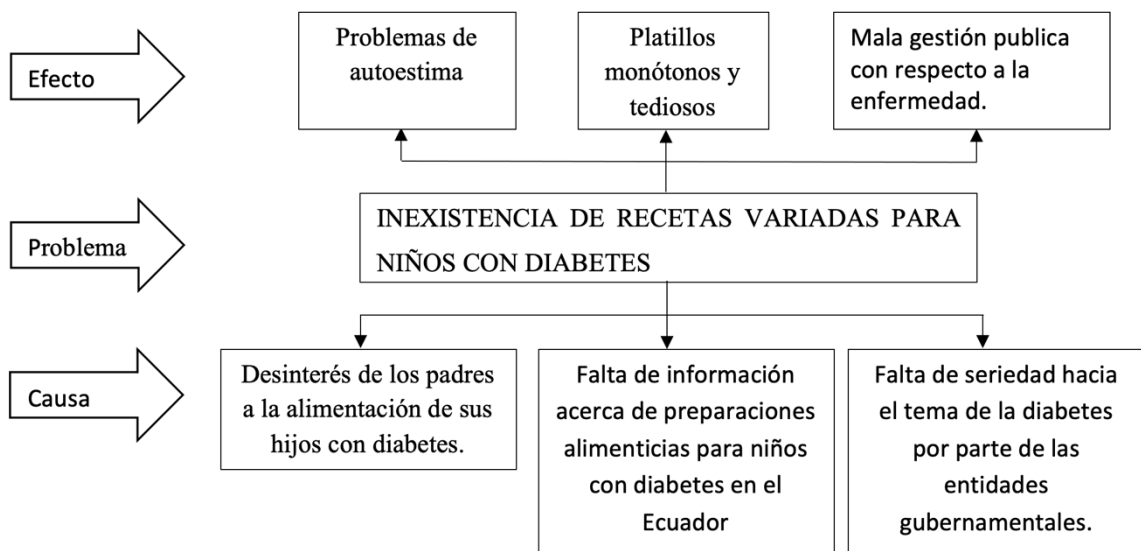 Efecto
Problemas de
autoestima
Platillos
monótonos y
tediosos
Mala gestión publica
con respecto a la
enfermedad.
Problema
INEXISTENCIA DE RECETAS VARIADAS PARA
NIÑOS CON DIABETES
Causa
Desinterés de los padres
a la alimentación de sus
hijos con diabetes.
Falta de información
acerca de preparaciones
alimenticias para niños
con diabetes en el
Ecuador
Falta de seriedad hacia
el tema de la diabetes
por parte de las
entidades
gubernamentales.